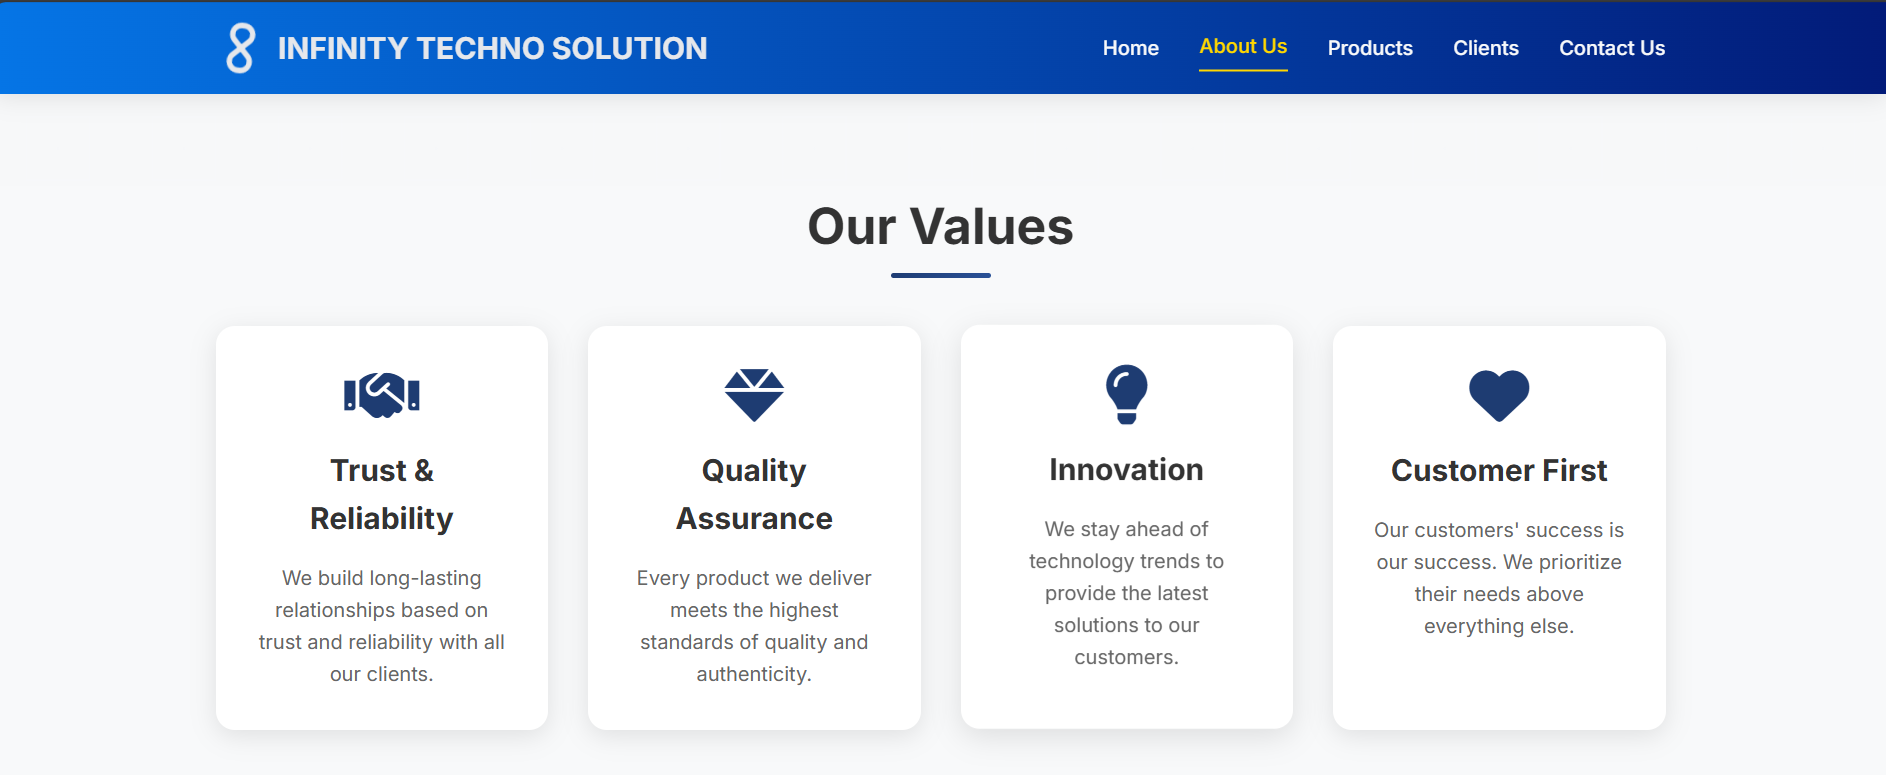 INFINITY TECHNO SOLUTION
Home
About Us
Products
Clients
Contact Us
Our Values
Trust &
Reliability
We build long-lasting
relationships based on
trust and reliability with all
our clients.
Quality
Assurance
Every product we deliver
meets the highest
standards of quality and
authenticity.
Innovation
We stay ahead of
technology trends to
provide the latest
solutions to our
customers.
Customer First
Our customers' success is
our success. We prioritize
their needs above
everything else.